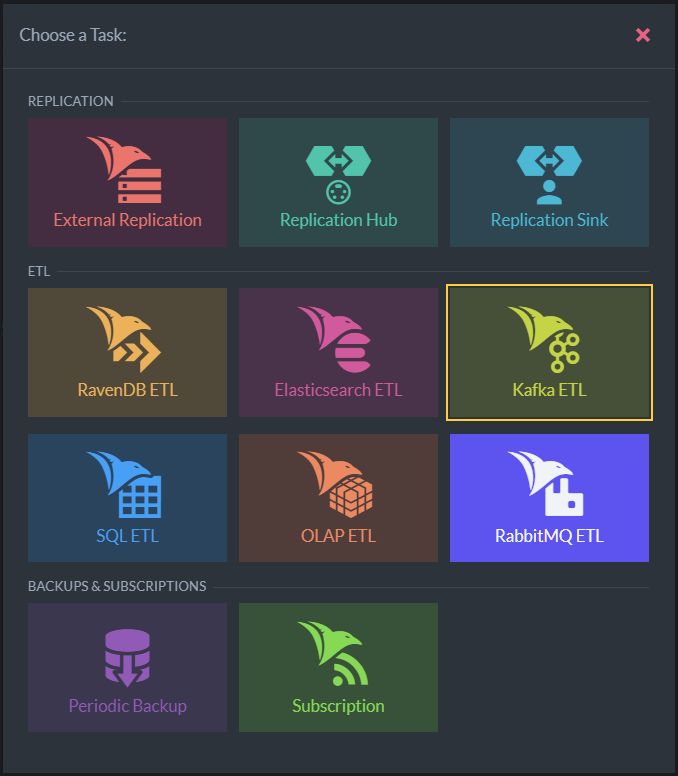 Choose a Task:
REPLICATION
External Replication
Replication Hub
Replication Sink
ETL
RavenDB ETL
Elasticsearch ETL
Kafka ETL
SQL ETL
OLAP ETL
RabbitMQ ETL
BACKUPS & SUBSCRIPTIONS
Periodic Backup
Subscription